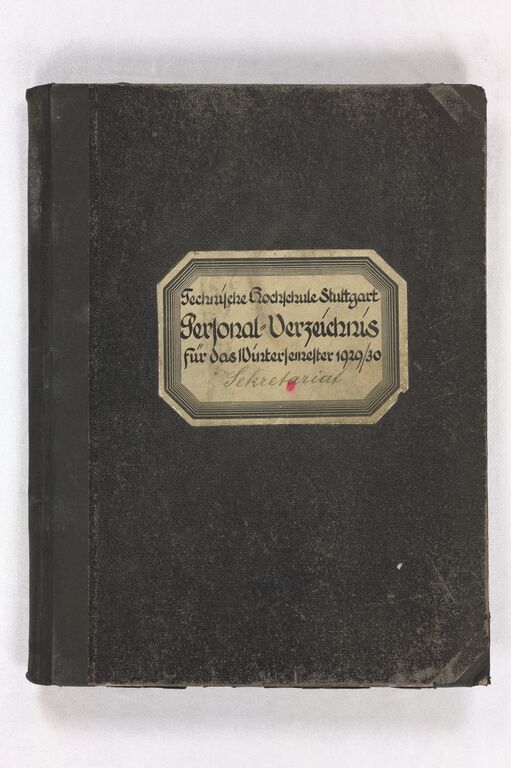 Technische Hochschule Stuttgart
Personal-Verzeichnis
für das Wintersemester 1929/30
Sekretariat